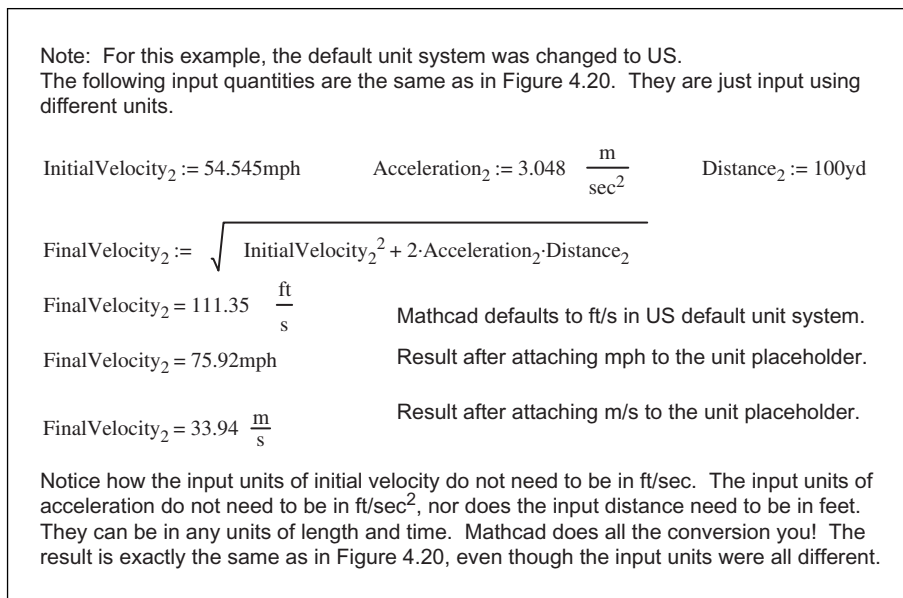 Note: For this example, the default unit system was changed to US.
The following input quantities are the same as in Figure 4.20. They are just input using
different units.
InitialVelocity₂ := 54.545mph Acceleration₂ := 3.048 m/sec² Distance₂ := 100yd
FinalVelocity₂ := √(InitialVelocity₂² + 2·Acceleration₂·Distance₂)
FinalVelocity₂ = 111.35 ft/s Mathcad defaults to ft/s in US default unit system.
FinalVelocity₂ = 75.92mph Result after attaching mph to the unit placeholder.
FinalVelocity₂ = 33.94 m/s Result after attaching m/s to the unit placeholder.
Notice how the input units of initial velocity do not need to be in ft/sec. The input units of
acceleration do not need to be in ft/sec², nor does the input distance need to be in feet.
They can be in any units of length and time. Mathcad does all the conversion you! The
result is exactly the same as in Figure 4.20, even though the input units were all different.